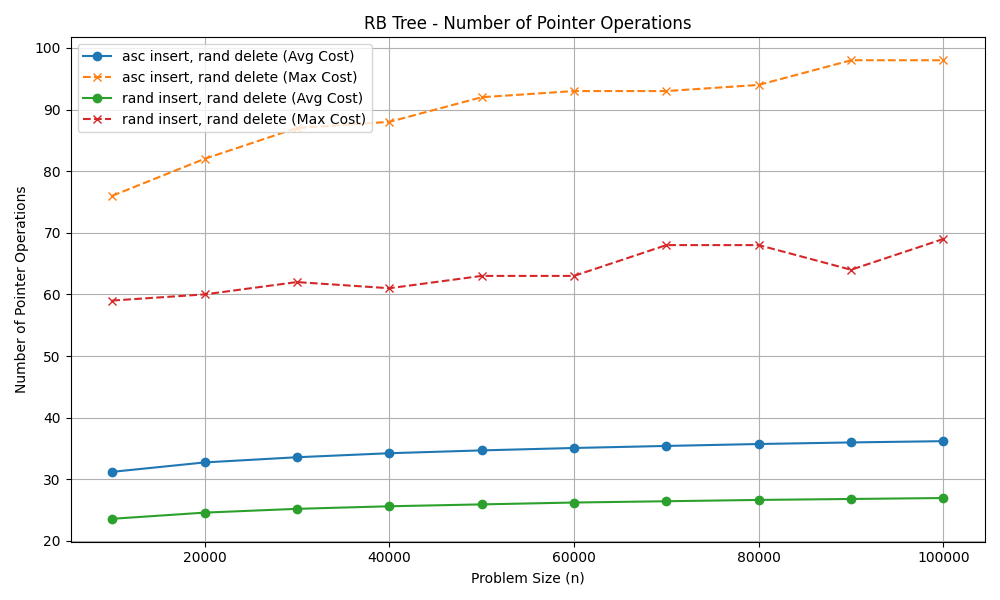 RB Tree - Number of Pointer Operations
asc insert, rand delete (Avg Cost)
asc insert, rand delete (Max Cost)
rand insert, rand delete (Avg Cost)
rand insert, rand delete (Max Cost)
Number of Pointer Operations
100
90
80
70
60
50
40
30
20
20000 40000 60000 80000 100000
Problem Size (n)